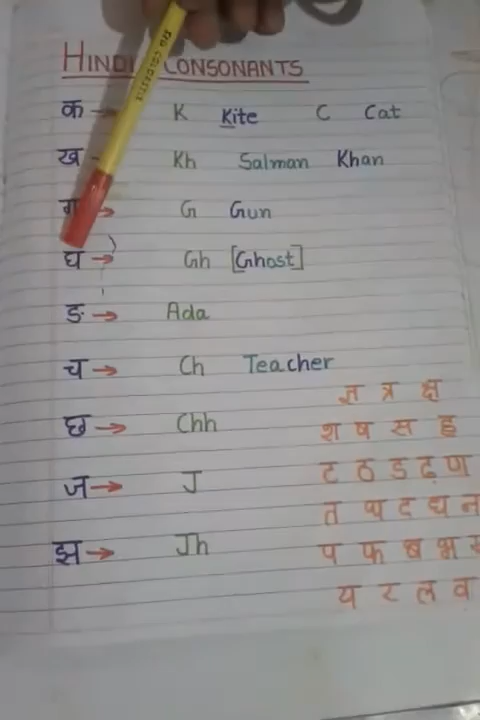 HINDI CONSONANTS
क → K Kite C Cat
ख Kh Salman Khan
ग → G Gun
घ → Gh [Ghost]
ङ → Ada
च → Ch Teacher
छ → Chh
ज → J
झ → Jh
ज्ञ त्र क्ष
श ष स ह
ट ठ ड ढ ण
त थ द ध न
प फ ब भ
य र ल व